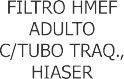 FILTRO HMEF
ADULTO
C/TUBO TRAQ.,
HIASER